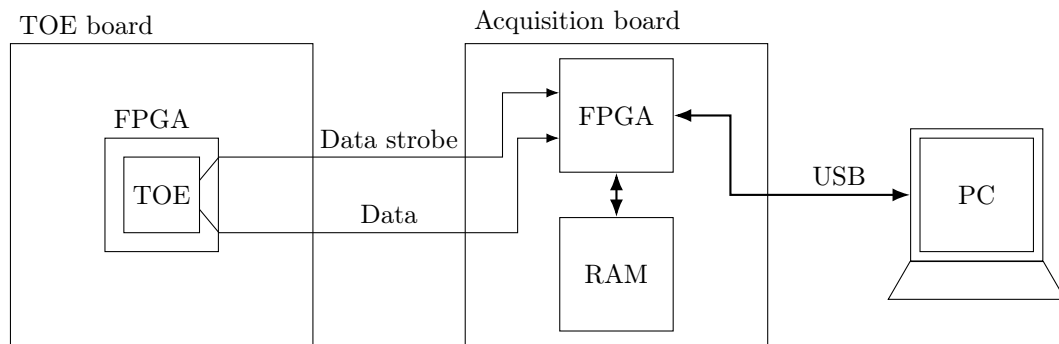 TOE board
Acquisition board
FPGA
FPGA
Data strobe
TOE
USB
PC
Data
RAM